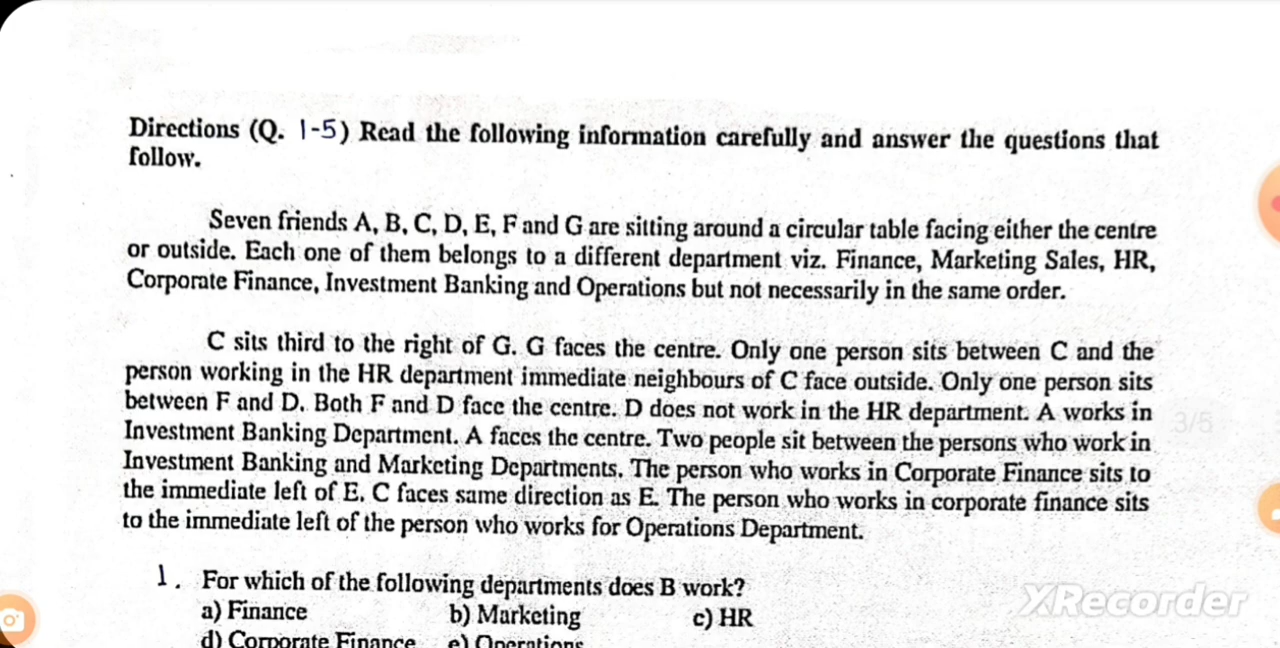 Directions (Q. 1-5) Read the following information carefully and answer the questions that
follow.
Seven friends A, B, C, D, E, F and G are sitting around a circular table facing either the centre
or outside. Each one of them belongs to a different department viz. Finance, Marketing Sales, HR,
Corporate Finance, Investment Banking and Operations but not necessarily in the same order.
C sits third to the right of G. G faces the centre. Only one person sits between C and the
person working in the HR department immediate neighbours of C face outside. Only one person sits
between F and D. Both F and D face the centre. D does not work in the HR department. A works in
3/5
Investment Banking Department. A faces the centre. Two people sit between the persons who work in
Investment Banking and Marketing Departments. The person who works in Corporate Finance sits to
the immediate left of E. C faces same direction as E. The person who works in corporate finance sits
to the immediate left of the person who works for Operations Department.
1. For which of the following departments does B work?
a) Finance b) Marketing c) HR
d) Corporate Finance e) Operations
XRecorder